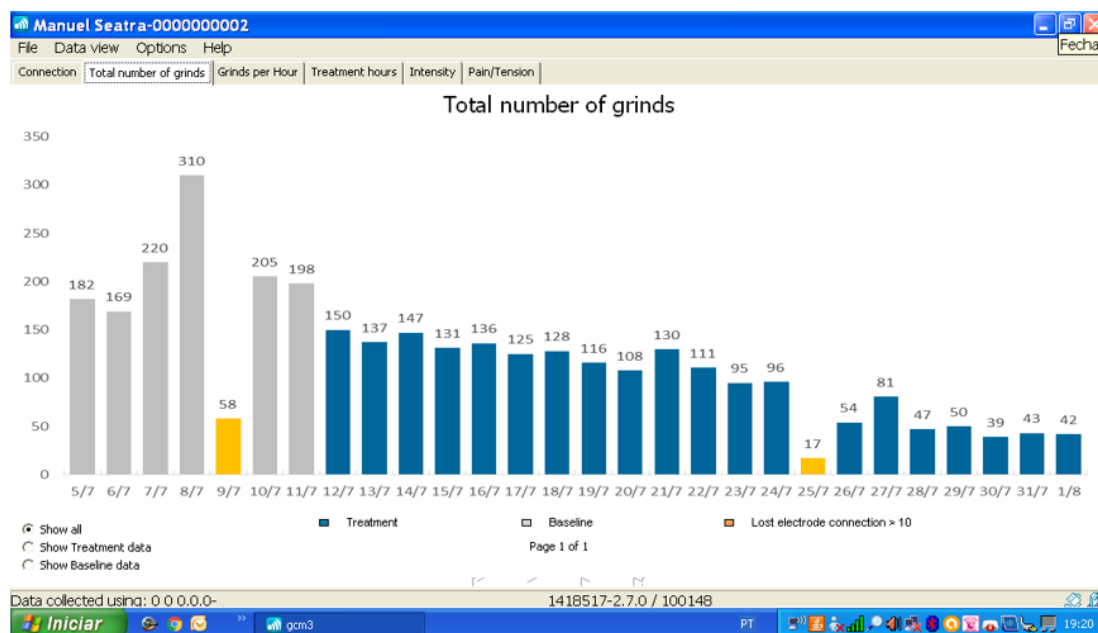 Manuel Seatra-0000000002
File Data view Options Help
Fecha
Connection Total number of grinds Grinds per Hour Treatment hours Intensity Pain/Tension
Total number of grinds
350
300
250
200
150
100
50
0
182 169 220 310 58 205 198 150 137 147 131 136 125 128 116 108 130 111 95 96 17 54 81 47 50 39 43 42
5/7 6/7 7/7 8/7 9/7 10/7 11/7 12/7 13/7 14/7 15/7 16/7 17/7 18/7 19/7 20/7 21/7 22/7 23/7 24/7 25/7 26/7 27/7 28/7 29/7 30/7 31/7 1/8
Treatment Baseline Lost electrode connection > 10
Show all
Show Treatment data
Show Baseline data
Page 1 of 1
Data collected using: 0 0 0.0.0- 1418517-2.7.0 / 100148
Iniciar gcm3 PT 19:20